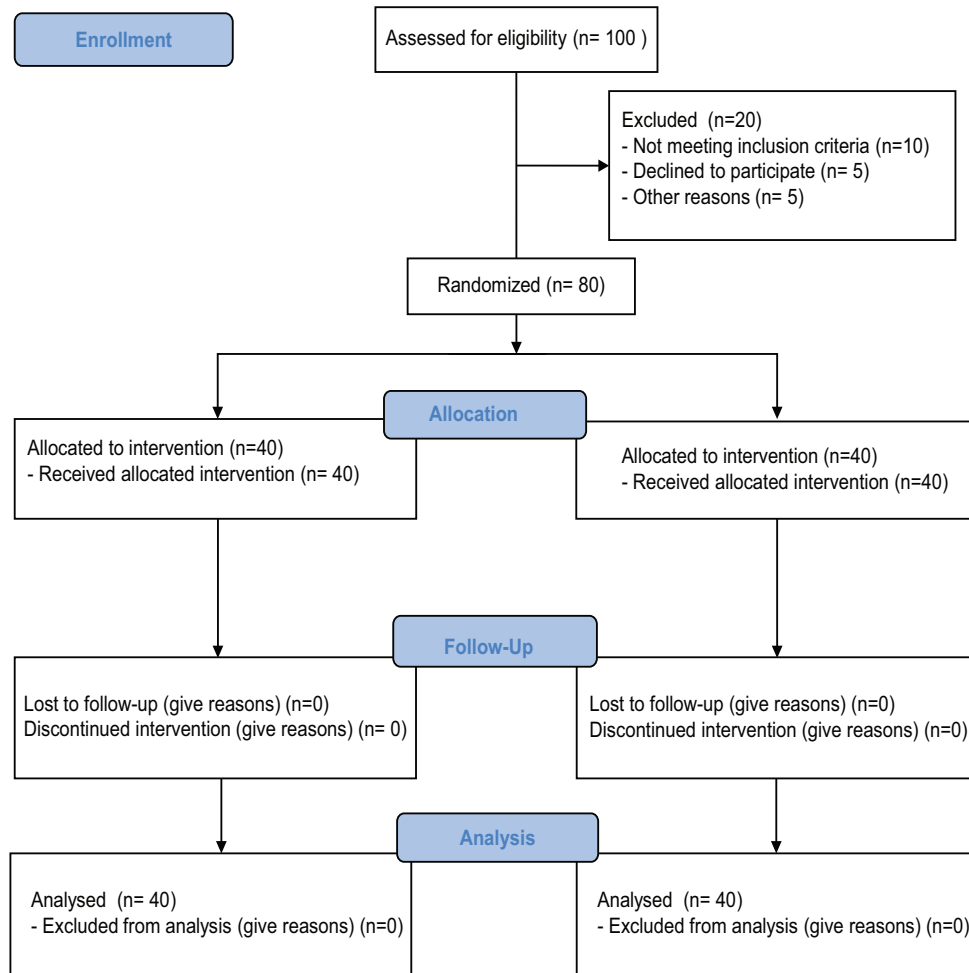 Enrollment
Assessed for eligibility (n= 100 )
Excluded (n=20)
- Not meeting inclusion criteria (n=10)
- Declined to participate (n= 5)
- Other reasons (n= 5)
Randomized (n= 80)
Allocation
Allocated to intervention (n=40)
- Received allocated intervention (n= 40)
Allocated to intervention (n=40)
- Received allocated intervention (n=40)
Follow-Up
Lost to follow-up (give reasons) (n=0)
Discontinued intervention (give reasons) (n= 0)
Lost to follow-up (give reasons) (n=0)
Discontinued intervention (give reasons) (n=0)
Analysis
Analysed (n= 40)
- Excluded from analysis (give reasons) (n=0)
Analysed (n= 40)
- Excluded from analysis (give reasons) (n=0)